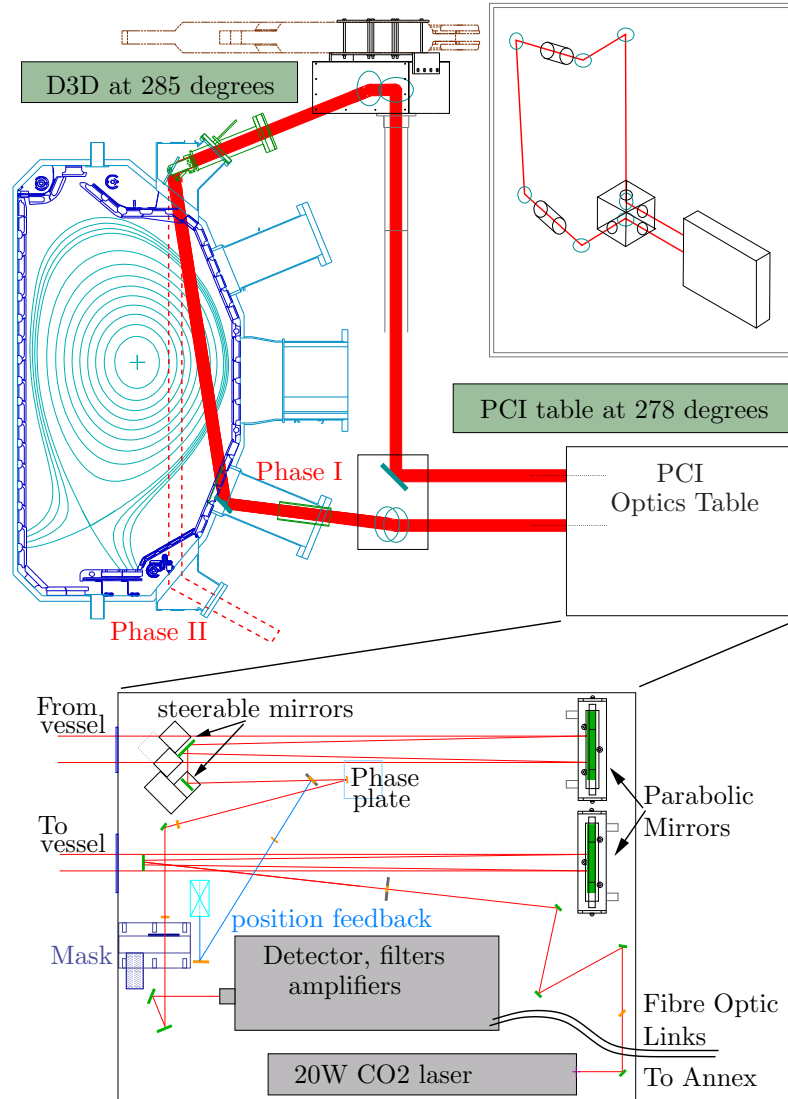 D3D at 285 degrees
PCI table at 278 degrees
Phase I
PCI
Optics Table
Phase II
From
vessel
steerable mirrors
Phase
plate
Parabolic
Mirrors
To
vessel
position feedback
Mask
Detector, filters
amplifiers
Fibre Optic
Links
20W CO2 laser
To Annex